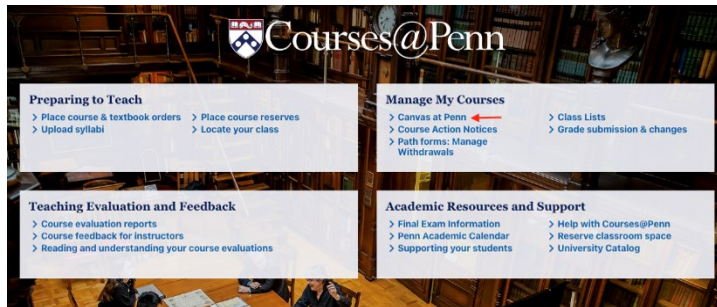 Courses@Penn
Preparing to Teach
> Place course & textbook orders
> Place course reserves
> Upload syllabi
> Locate your class
Manage My Courses
> Canvas at Penn
> Class Lists
> Course Action Notices
> Grade submission & changes
> Path forms: Manage
Withdrawals
Teaching Evaluation and Feedback
> Course evaluation reports
> Course feedback for instructors
> Reading and understanding your course evaluations
Academic Resources and Support
> Final Exam Information
> Help with Courses@Penn
> Penn Academic Calendar
> Reserve classroom space
> Supporting your students
> University Catalog